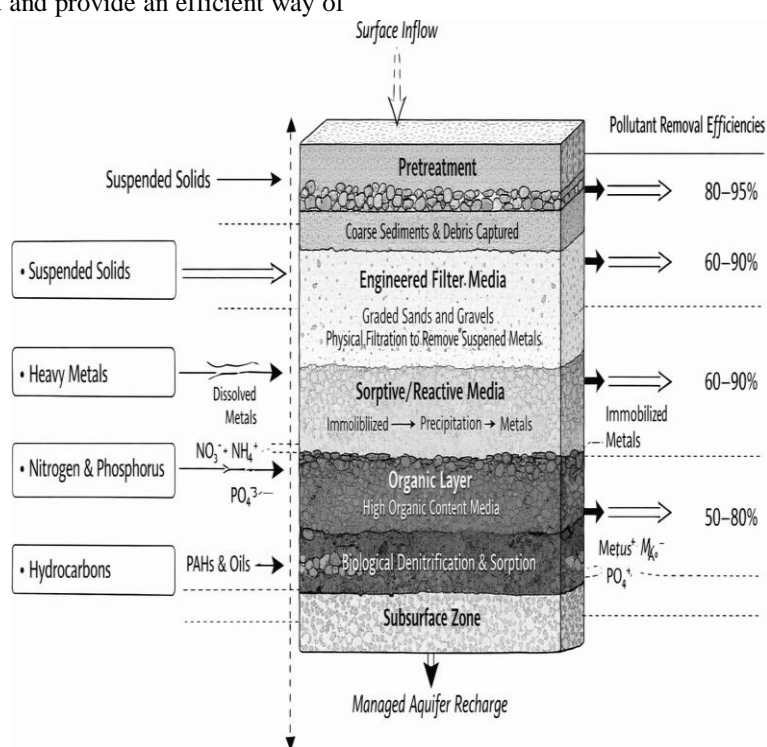 and provide an efficient way of
Surface Inflow
Pollutant Removal Efficiencies
Suspended Solids
Pretreatment
80–95%
Coarse Sediments & Debris Captured
• Suspended Solids
Engineered Filter Media
60–90%
Graded Sands and Gravels
Physical Filtration to Remove Suspened Metals
• Heavy Metals
Dissolved
Metals
Sorptive/Reactive Media
60–90%
Immolibilized → Precipitation → Metals
Immobilized
Metals
• Nitrogen & Phosphorus
NO₃⁻ + NH₄⁺
PO₄³⁻
Organic Layer
High Organic Content Media
50–80%
• Hydrocarbons
PAHs & Oils
Biological Denitrification & Sorption
Metus⁺
PO₄⁺
Subsurface Zone
Managed Aquifer Recharge